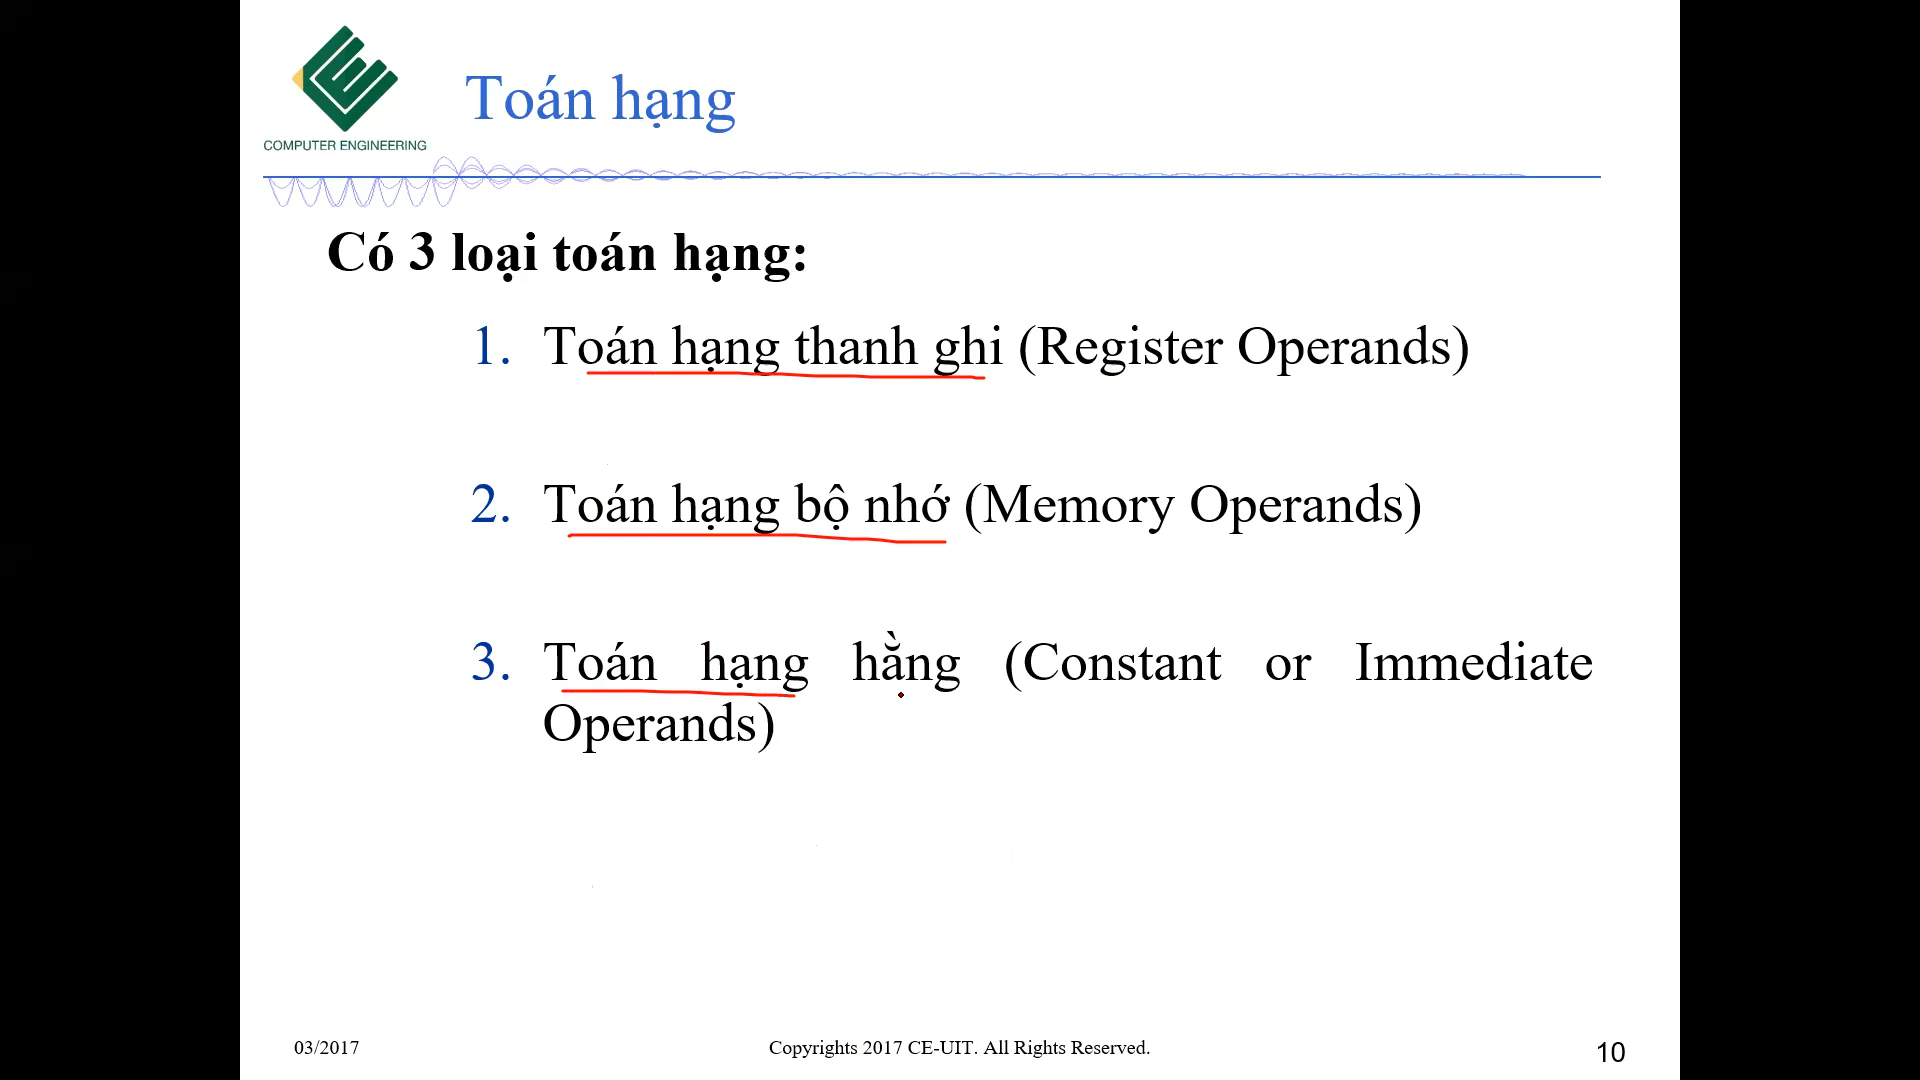 COMPUTER ENGINEERING
Toán hạng
Có 3 loại toán hạng:
1. Toán hạng thanh ghi (Register Operands)
2. Toán hạng bộ nhớ (Memory Operands)
3. Toán hạng hằng (Constant or Immediate
Operands)
03/2017
Copyrights 2017 CE-UIT. All Rights Reserved.
10